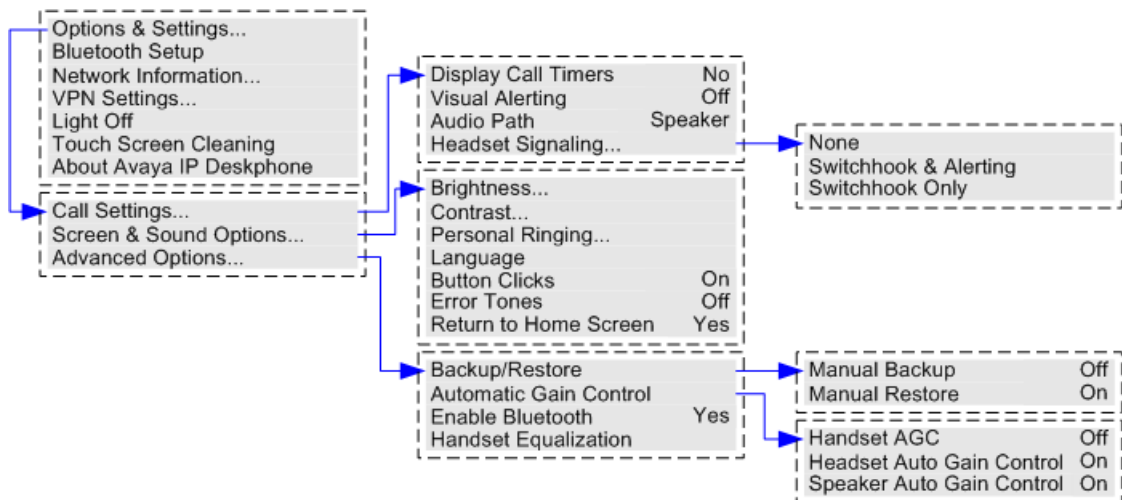 Options & Settings...
Bluetooth Setup
Network Information...
VPN Settings...
Light Off
Touch Screen Cleaning
About Avaya IP Deskphone
Call Settings...
Screen & Sound Options...
Advanced Options...
Display Call Timers No
Visual Alerting Off
Audio Path Speaker
Headset Signaling...
Brightness...
Contrast...
Personal Ringing...
Language
Button Clicks On
Error Tones Off
Return to Home Screen Yes
Backup/Restore
Automatic Gain Control
Enable Bluetooth Yes
Handset Equalization
None
Switchhook & Alerting
Switchhook Only
Manual Backup Off
Manual Restore On
Handset AGC Off
Headset Auto Gain Control On
Speaker Auto Gain Control On